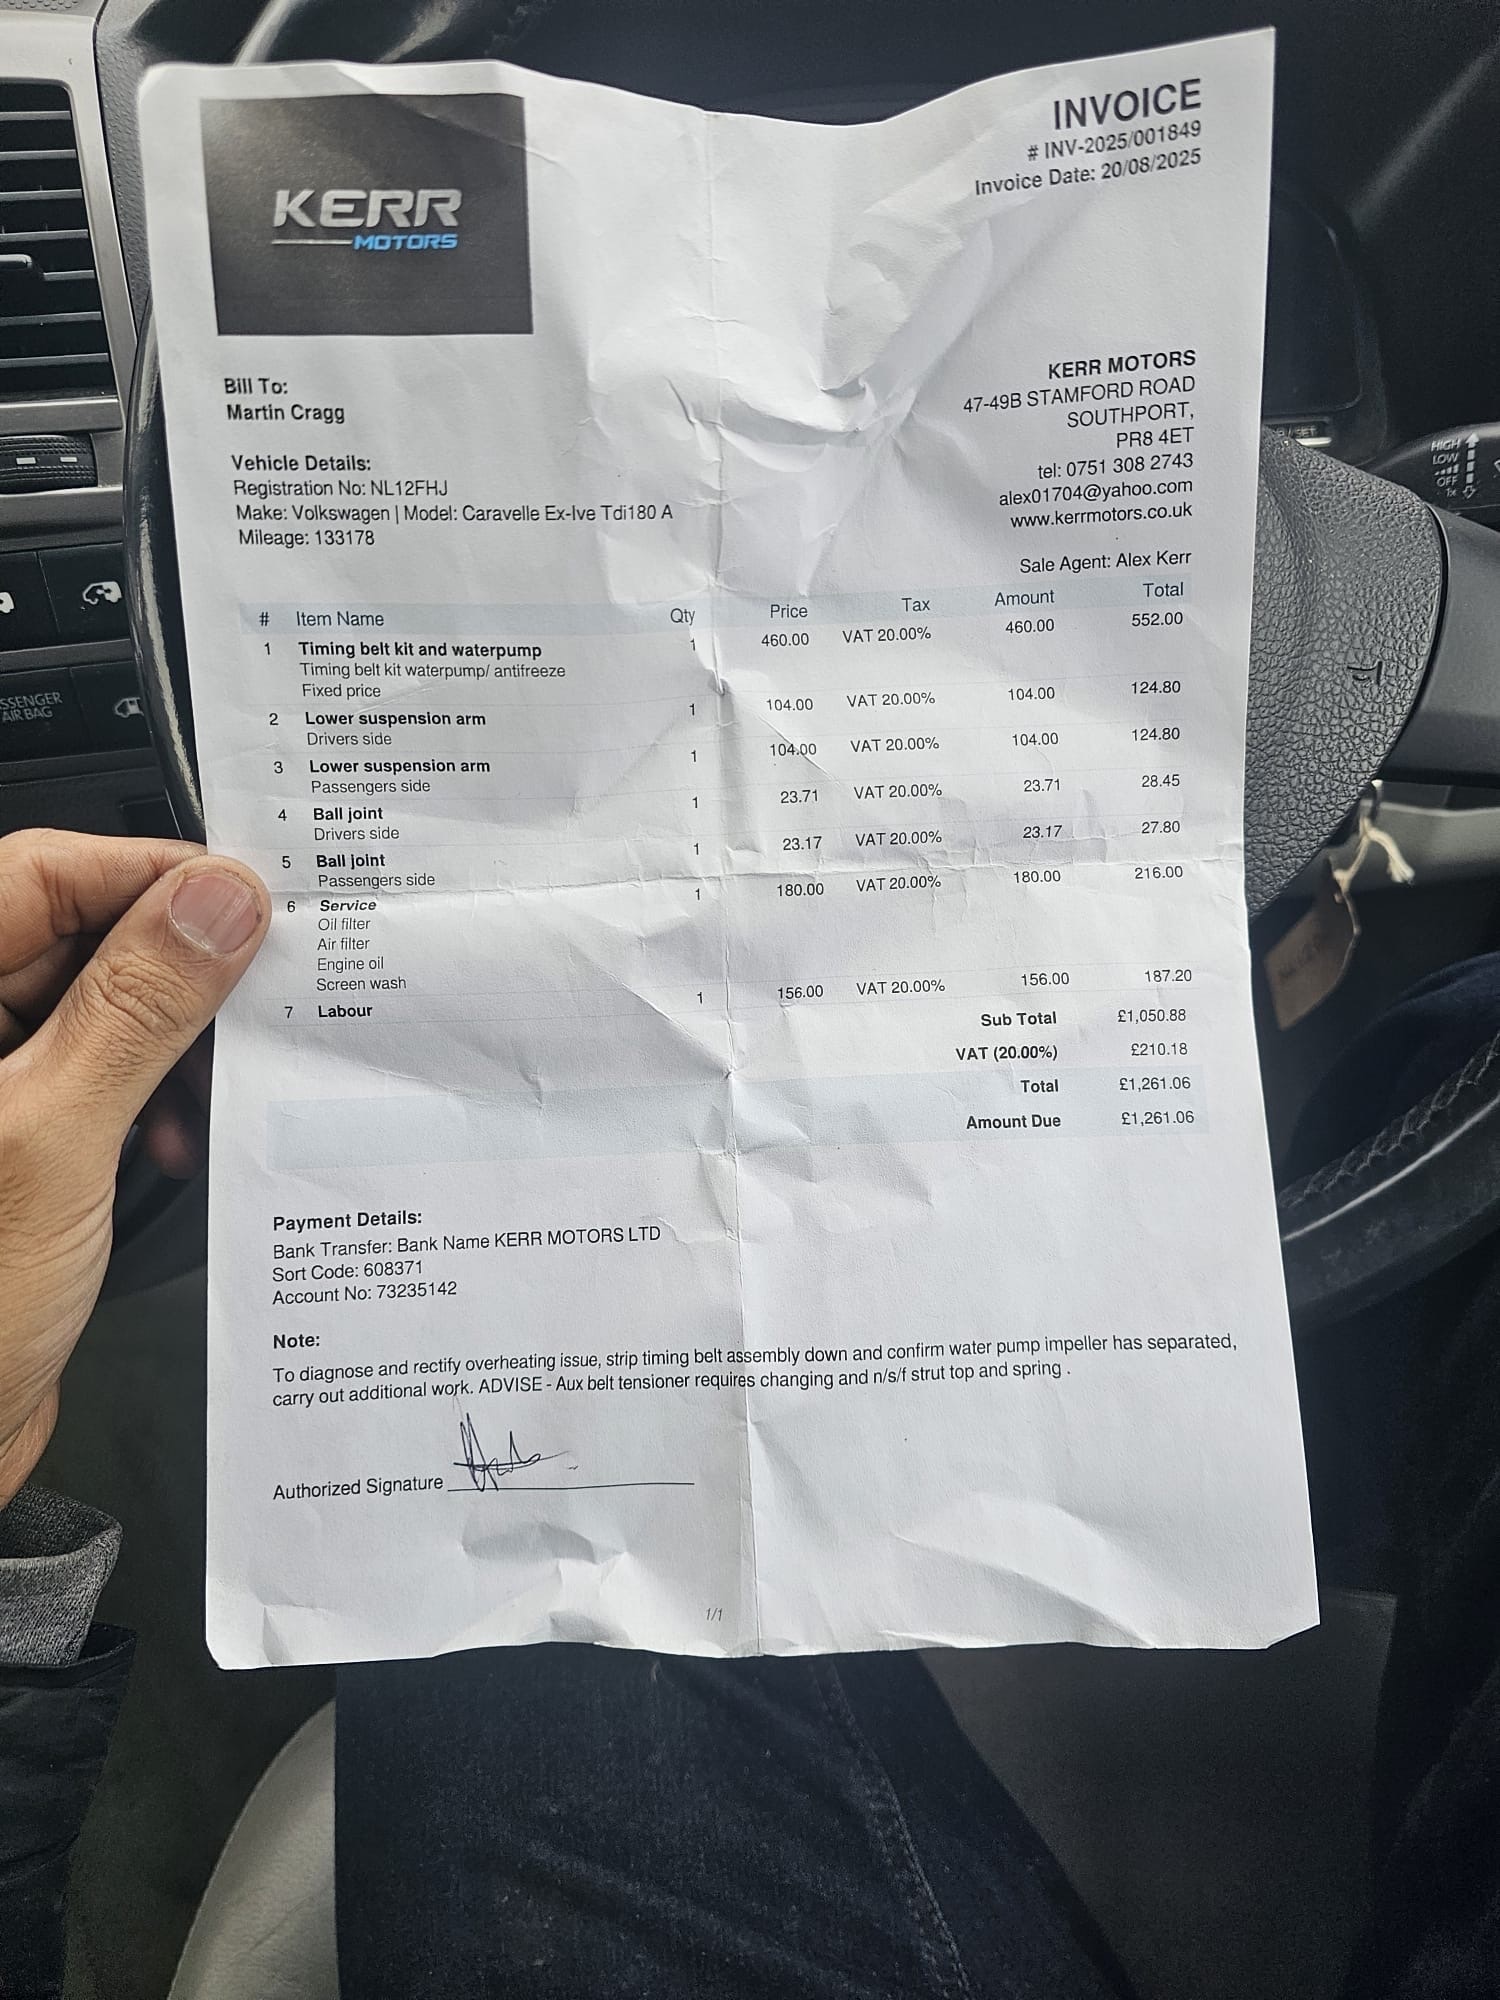 KERR
MOTORS
INVOICE
# INV-2025/001849
Invoice Date: 20/08/2025
Bill To:
Martin Cragg
Vehicle Details:
Registration No: NL12FHJ
Make: Volkswagen | Model: Caravelle Ex-Ive Tdi180 A
Mileage: 133178
KERR MOTORS
47-49B STAMFORD ROAD
SOUTHPORT,
PR8 4ET
tel: 0751 308 2743
alex01704@yahoo.com
www.kerrmotors.co.uk
Sale Agent: Alex Kerr
# Item Name Qty Price Tax Amount Total
1 Timing belt kit and waterpump 1 460.00 VAT 20.00% 460.00 552.00
Timing belt kit waterpump/ antifreeze
Fixed price
2 Lower suspension arm 1 104.00 VAT 20.00% 104.00 124.80
Drivers side
3 Lower suspension arm 1 104.00 VAT 20.00% 104.00 124.80
Passengers side
4 Ball joint 1 23.71 VAT 20.00% 23.71 28.45
Drivers side
5 Ball joint 1 23.17 VAT 20.00% 23.17 27.80
Passengers side
6 Service 1 180.00 VAT 20.00% 180.00 216.00
Oil filter
Air filter
Engine oil
Screen wash
7 Labour 1 156.00 VAT 20.00% 156.00 187.20
Sub Total £1,050.88
VAT (20.00%) £210.18
Total £1,261.06
Amount Due £1,261.06
Payment Details:
Bank Transfer: Bank Name KERR MOTORS LTD
Sort Code: 608371
Account No: 73235142
Note:
To diagnose and rectify overheating issue, strip timing belt assembly down and confirm water pump impeller has separated,
carry out additional work. ADVISE - Aux belt tensioner requires changing and n/s/f strut top and spring .
Authorized Signature
1/1
HIGH
LOW
OFF
1x
AIR BAG